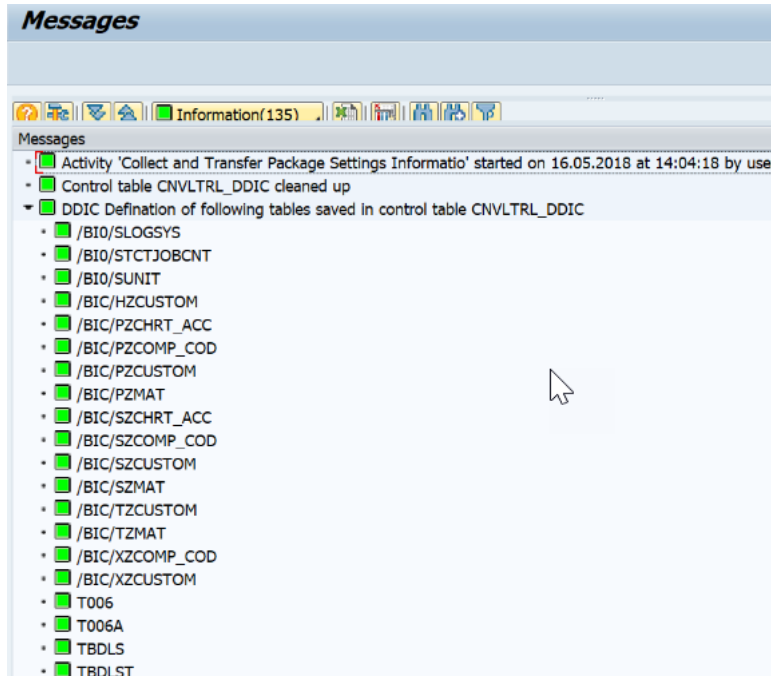 Messages
Information(135)
Messages
Activity 'Collect and Transfer Package Settings Informatio' started on 16.05.2018 at 14:04:18 by use
Control table CNVLTRL_DDIC cleaned up
DDIC Defination of following tables saved in control table CNVLTRL_DDIC
/BI0/SLOGSYS
/BI0/STCTJOBCNT
/BI0/SUNIT
/BIC/HZCUSTOM
/BIC/PZCHRT_ACC
/BIC/PZCOMP_COD
/BIC/PZCUSTOM
/BIC/PZMAT
/BIC/SZCHRT_ACC
/BIC/SZCOMP_COD
/BIC/SZCUSTOM
/BIC/SZMAT
/BIC/TZCUSTOM
/BIC/TZMAT
/BIC/XZCOMP_COD
/BIC/XZCUSTOM
T006
T006A
TBDLS
TBDLST